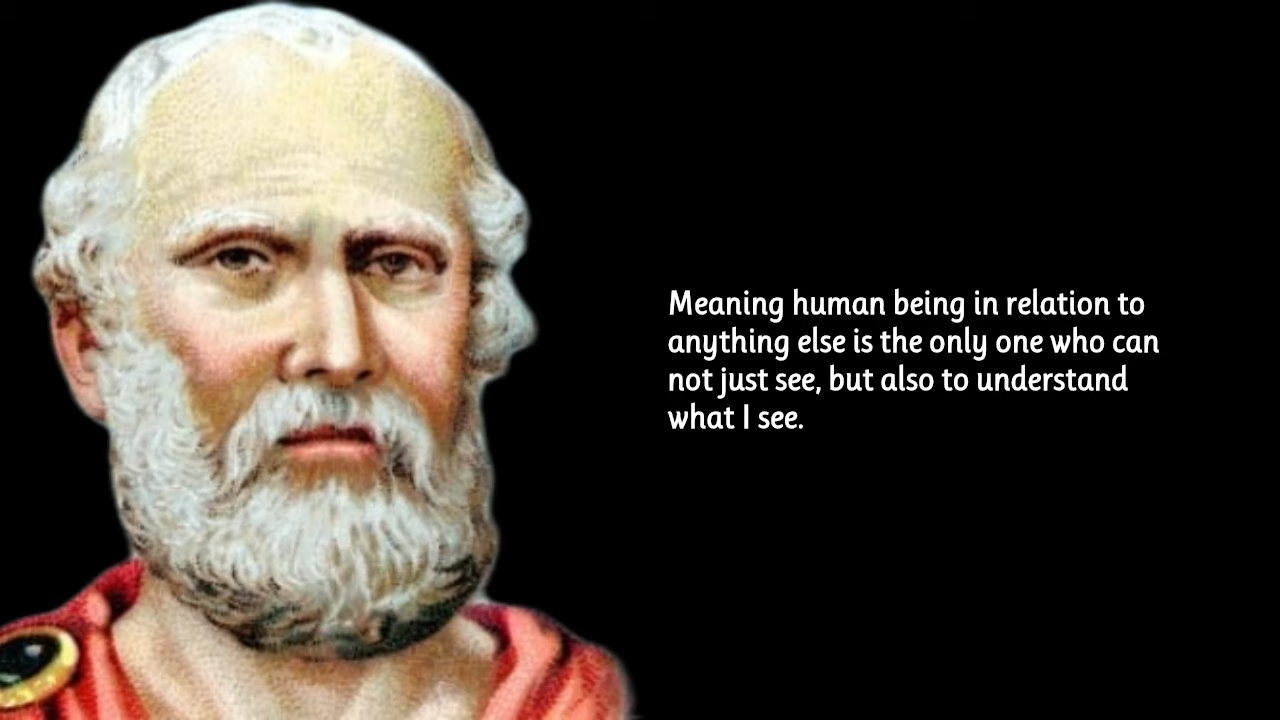 Meaning human being in relation to
anything else is the only one who can
not just see, but also to understand
what I see.